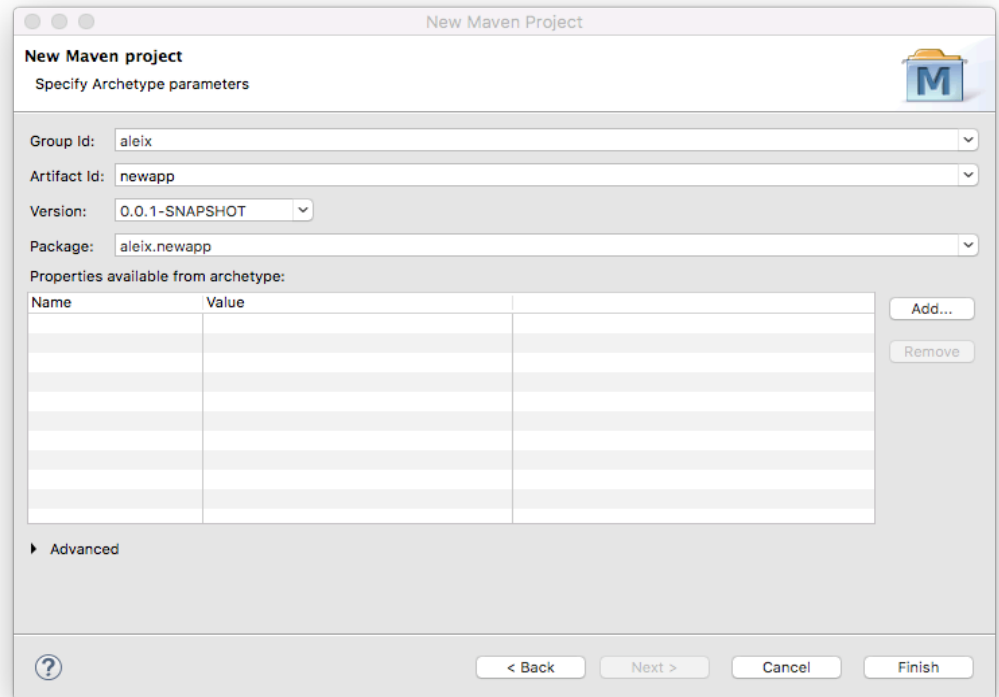 New Maven Project
New Maven project
Specify Archetype parameters
M
Group Id: aleix
Artifact Id: newapp
Version: 0.0.1-SNAPSHOT
Package: aleix.newapp
Properties available from archetype:
Name Value
Add...
Remove
Advanced
? < Back Next > Cancel Finish